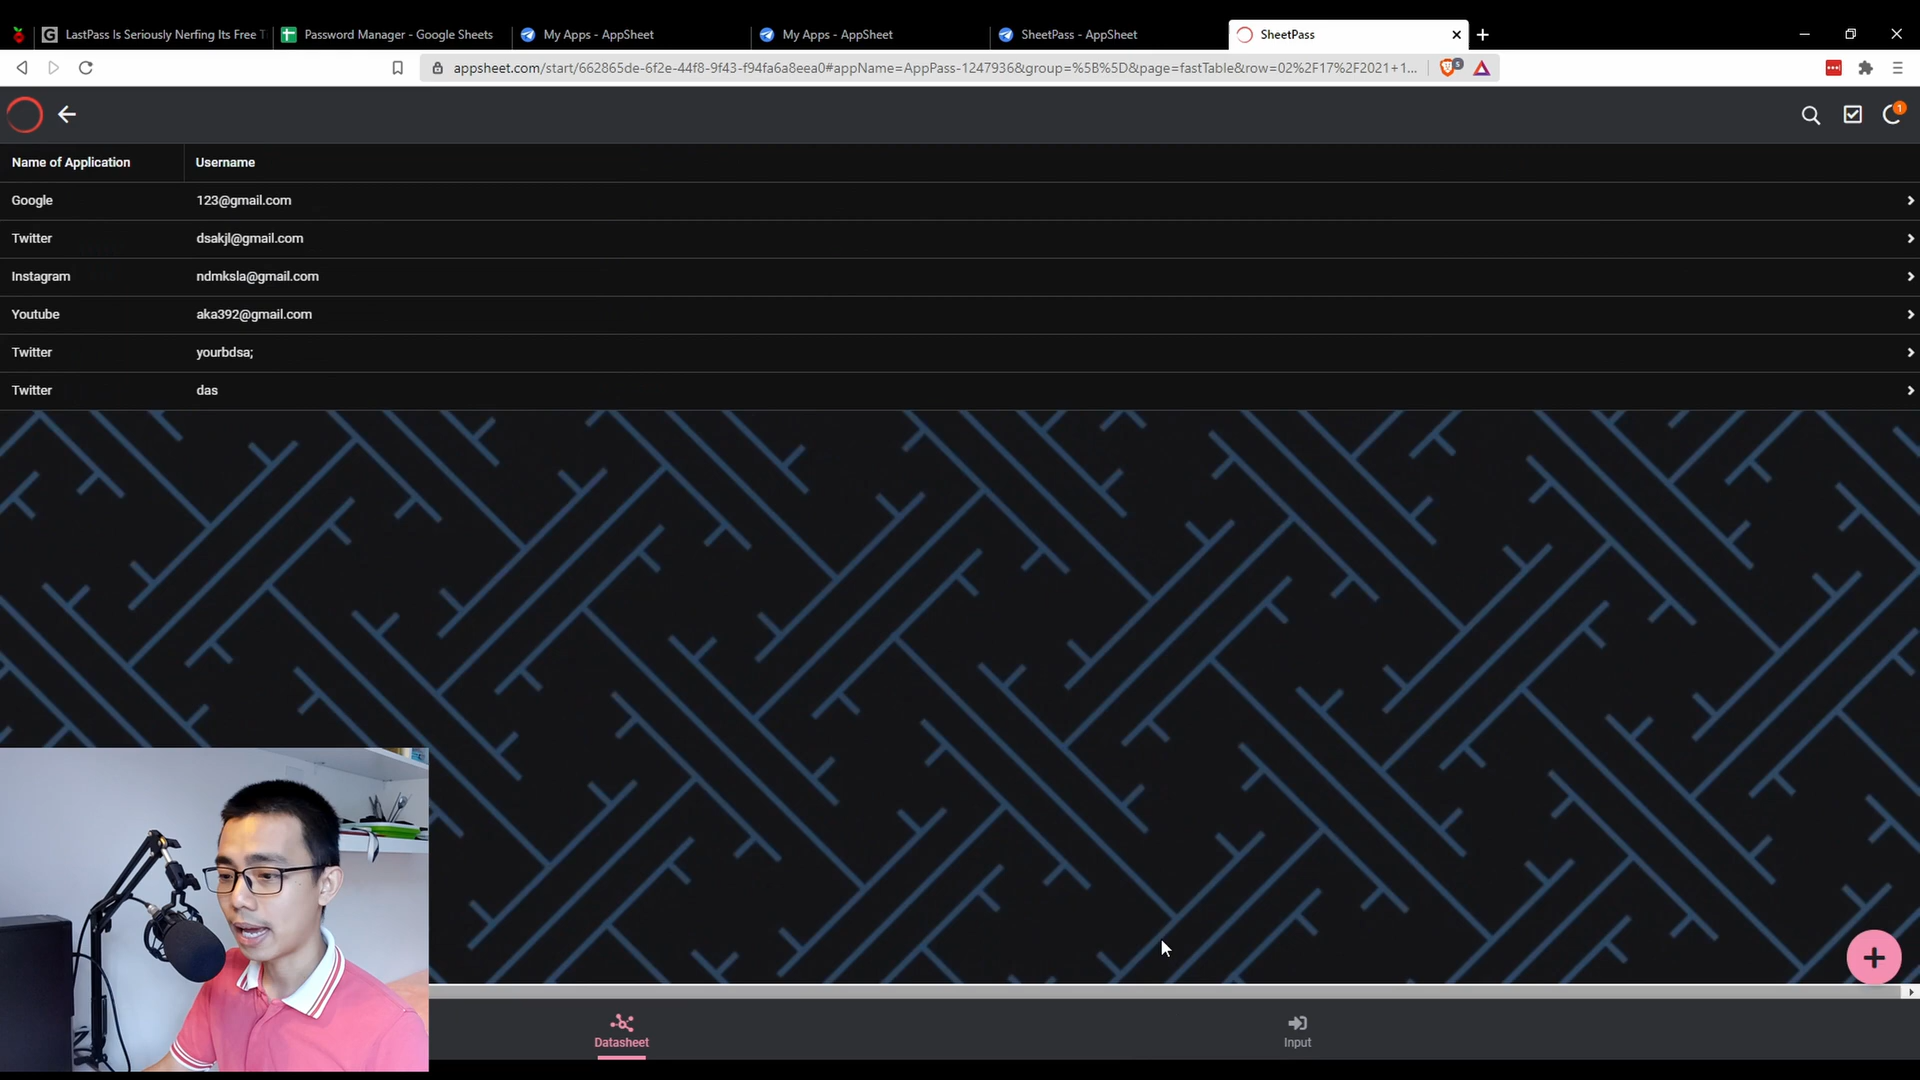 LastPass Is Seriously Nerfing Its Free T
Password Manager - Google Sheets
My Apps - AppSheet
My Apps - AppSheet
SheetPass - AppSheet
SheetPass
appsheet.com/start/662865de-6f2e-44f8-9f43-f94fa6a8eea0#appName=AppPass-1247936&group=%5B%5D&page=fastTable&row=02%2F17%2F2021+1...
1
Name of Application Username
Google 123@gmail.com
Twitter dsakjl@gmail.com
Instagram ndmksla@gmail.com
Youtube aka392@gmail.com
Twitter yourbdsa;
Twitter das
Datasheet
Input